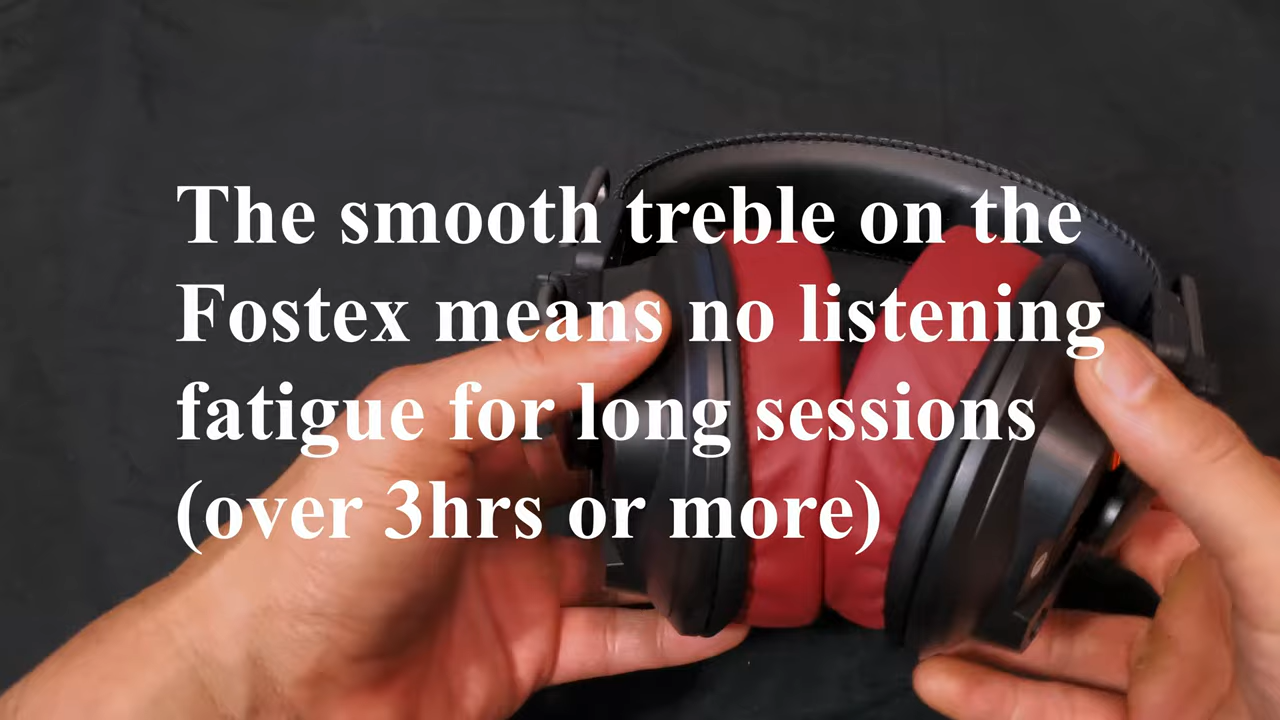 The smooth treble on the
Fostex means no listening
fatigue for long sessions
(over 3hrs or more)